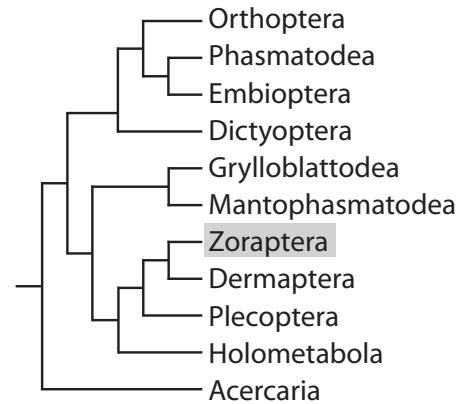 Orthoptera
Phasmatodea
Embioptera
Dictyoptera
Grylloblattodea
Mantophasmatodea
Zoraptera
Dermaptera
Plecoptera
Holometabola
Acercaria